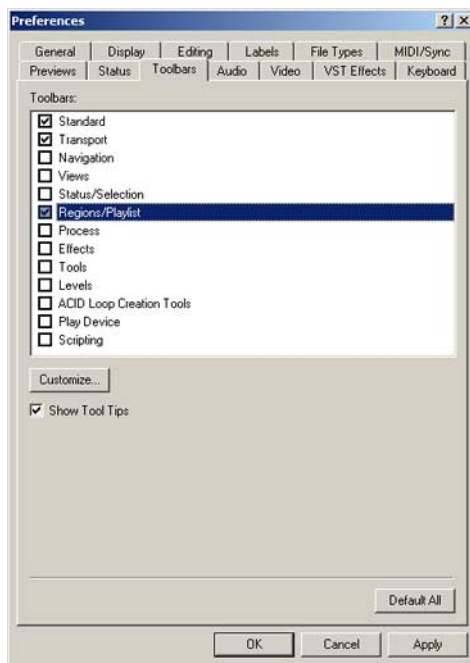 Preferences
General Display Editing Labels File Types MIDI/Sync
Previews Status Toolbars Audio Video VST Effects Keyboard
Toolbars:
Standard
Transport
Navigation
Views
Status/Selection
Regions/Playlist
Process
Effects
Tools
Levels
ACID Loop Creation Tools
Play Device
Scripting
Customize...
Show Tool Tips
Default All
OK Cancel Apply